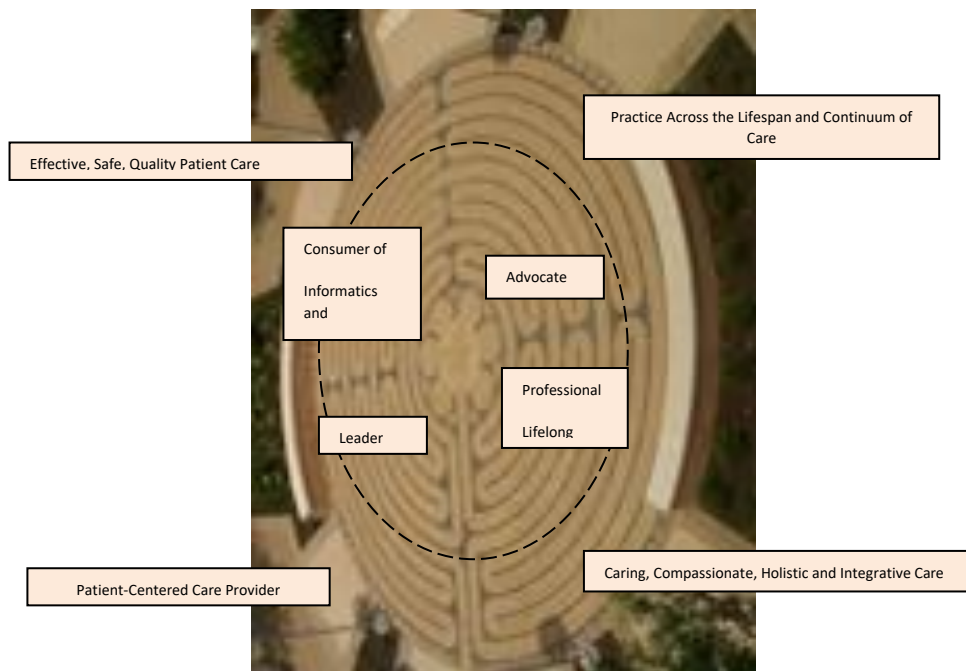 Practice Across the Lifespan and Continuum of
Care
Effective, Safe, Quality Patient Care
Consumer of
Informatics
and
Advocate
Professional
Lifelong
Leader
Patient-Centered Care Provider
Caring, Compassionate, Holistic and Integrative Care